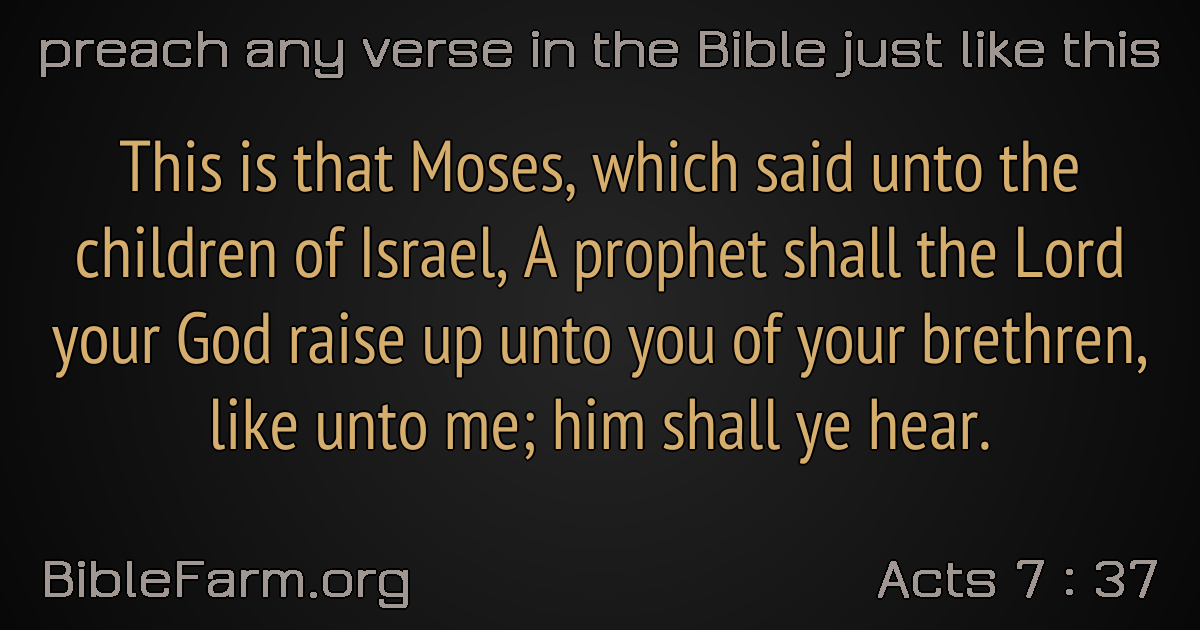 preach any verse in the Bible just like this
This is that Moses, which said unto the
children of Israel, A prophet shall the Lord
your God raise up unto you of your brethren,
like unto me; him shall ye hear.
BibleFarm.org
Acts 7 : 37